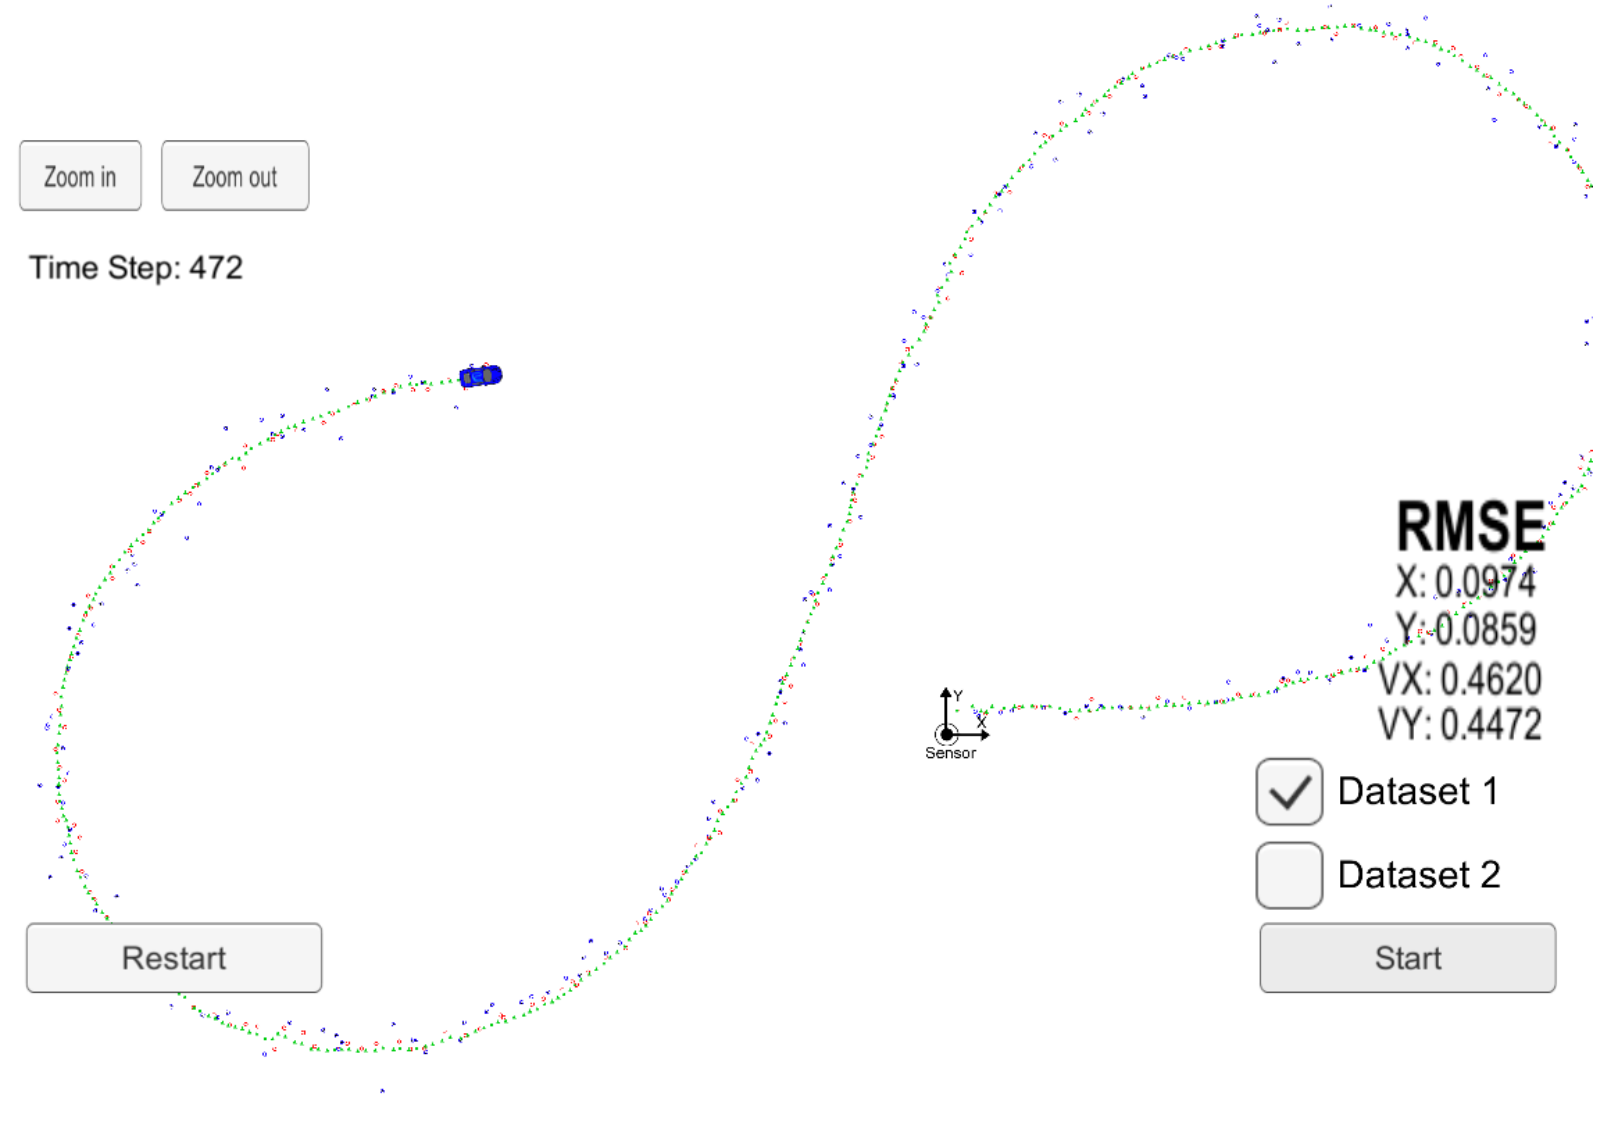 Zoom in
Zoom out
Time Step: 472
RMSE
X: 0.0974
Y: 0.0859
VX: 0.4620
VY: 0.4472
Y
X
Sensor
Dataset 1
Dataset 2
Restart
Start